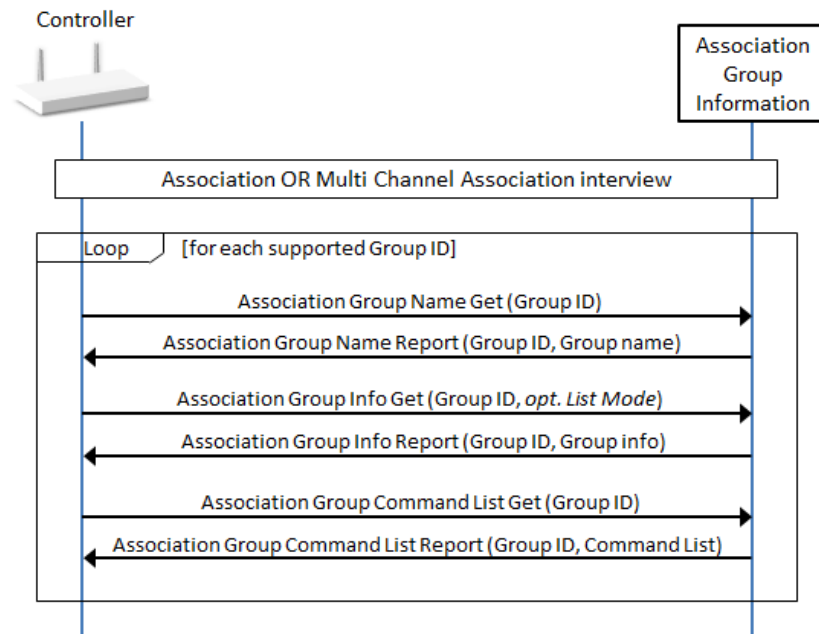 Controller
Association
Group
Information
Association OR Multi Channel Association interview
Loop
[for each supported Group ID]
Association Group Name Get (Group ID)
Association Group Name Report (Group ID, Group name)
Association Group Info Get (Group ID, opt. List Mode)
Association Group Info Report (Group ID, Group info)
Association Group Command List Get (Group ID)
Association Group Command List Report (Group ID, Command List)